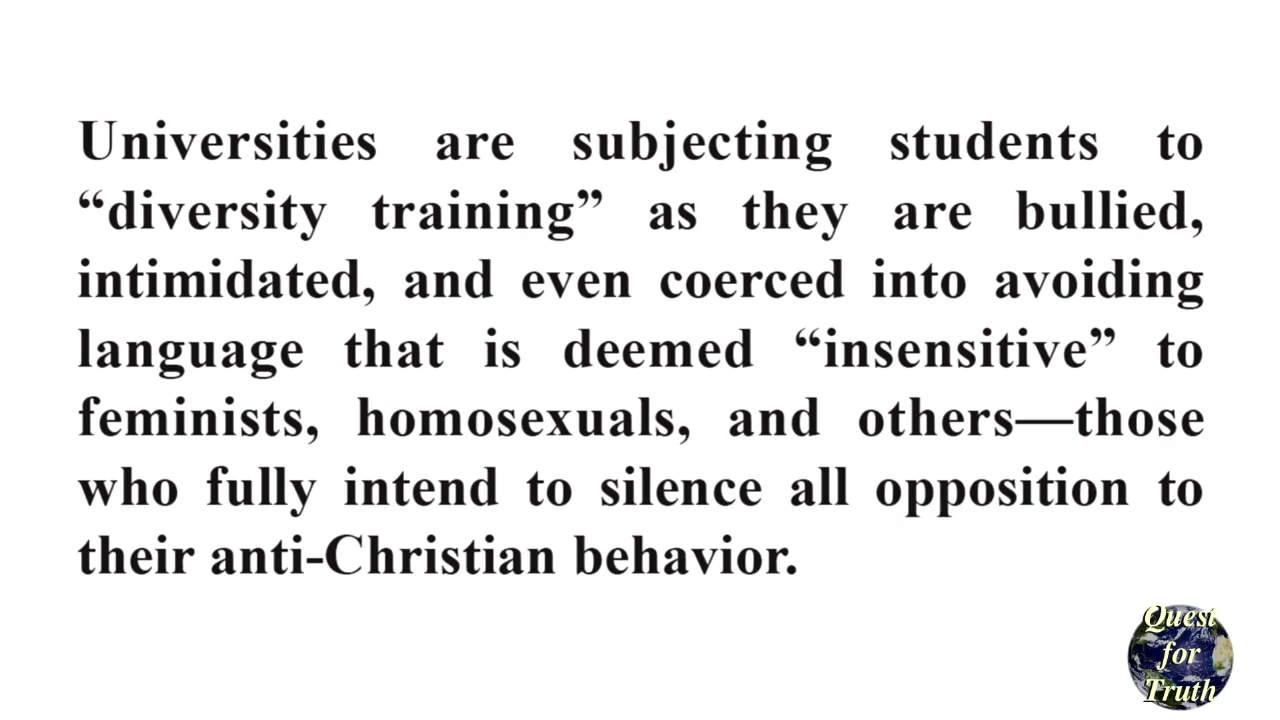 Universities are subjecting students to
“diversity training” as they are bullied,
intimidated, and even coerced into avoiding
language that is deemed “insensitive” to
feminists, homosexuals, and others—those
who fully intend to silence all opposition to
their anti-Christian behavior.
Quest
for
Truth